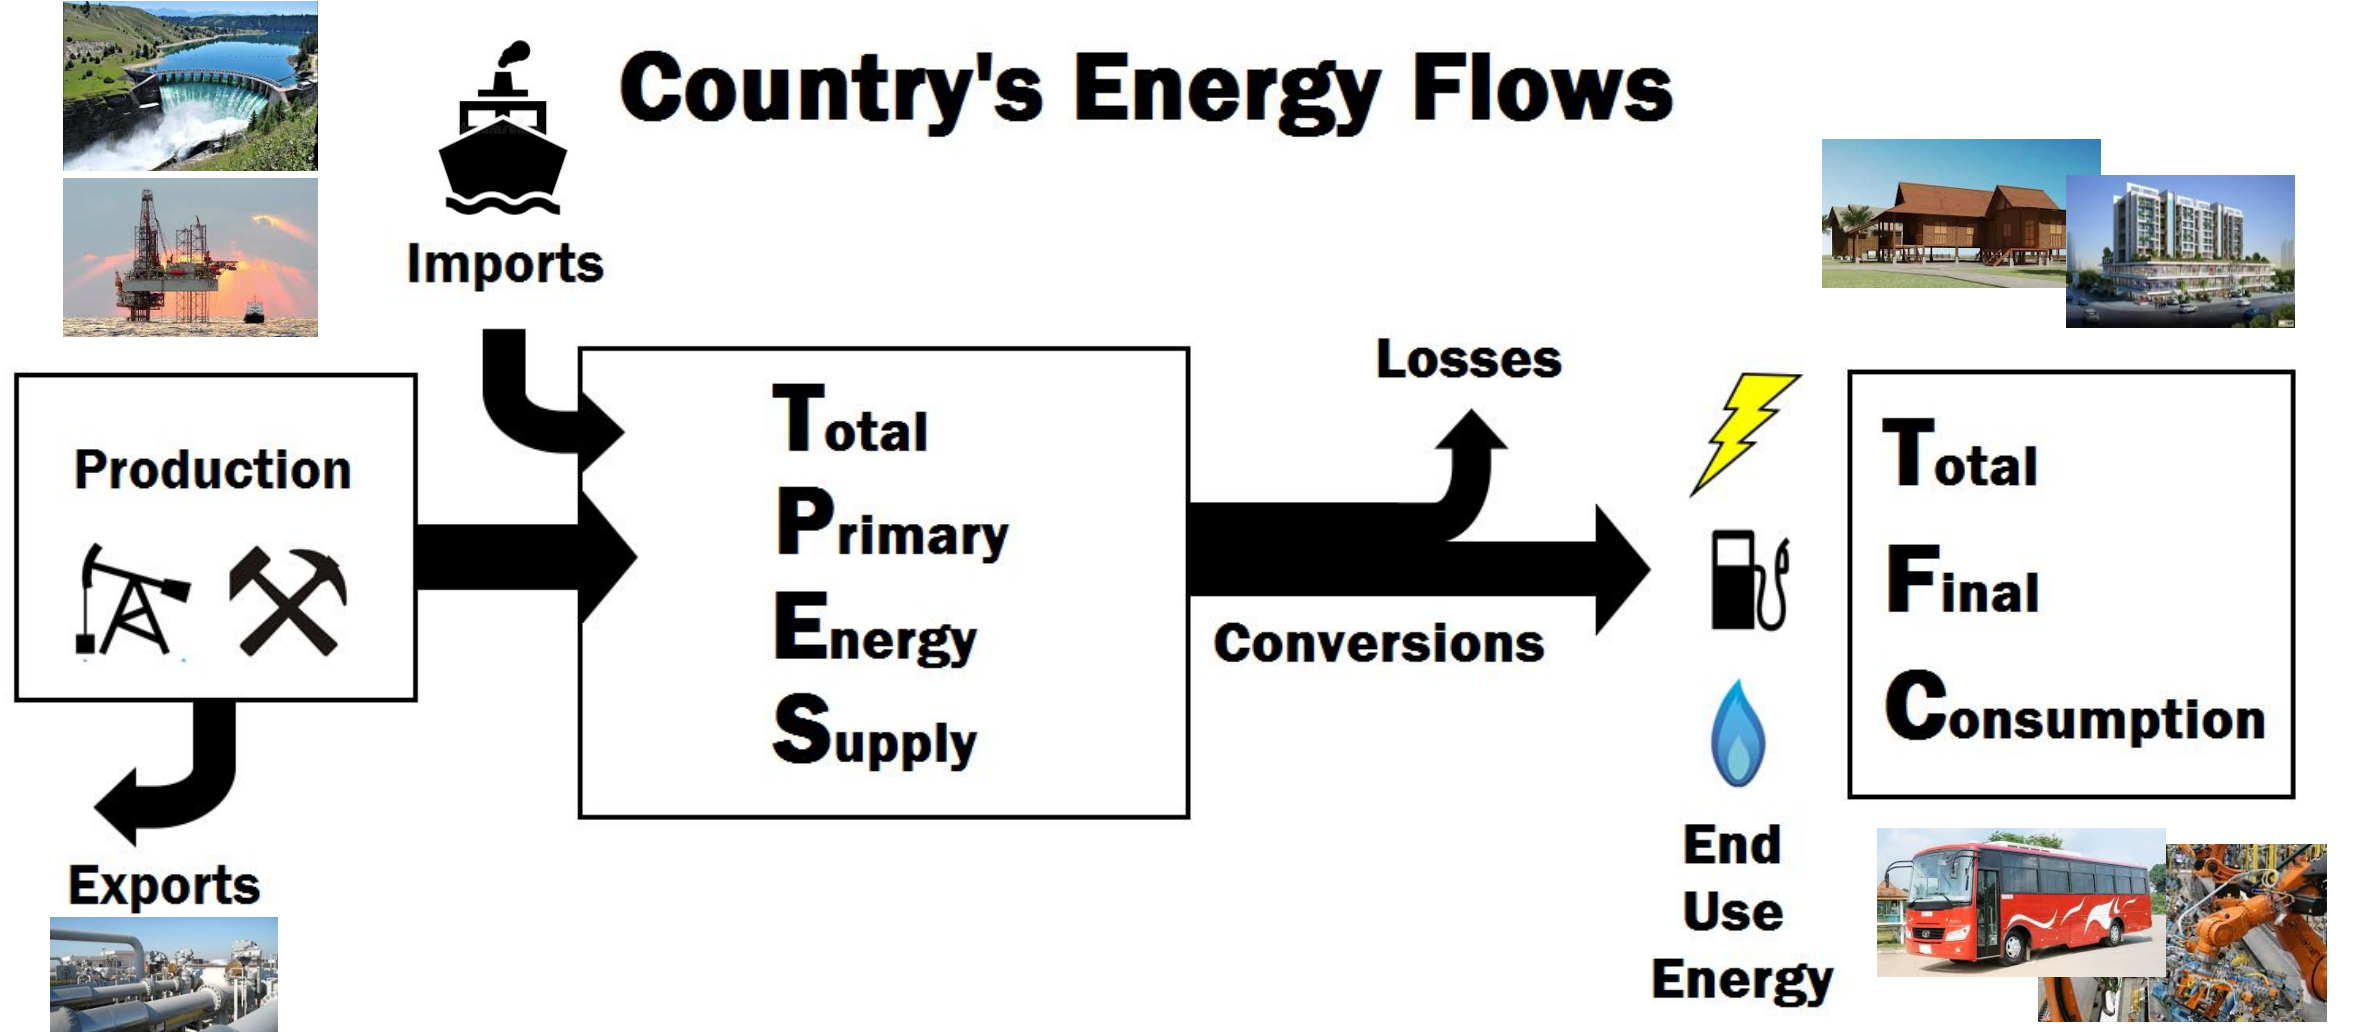 Country's Energy Flows
Imports
Production
Exports
Total
Primary
Energy
Supply
Losses
Conversions
End
Use
Energy
Total
Final
Consumption